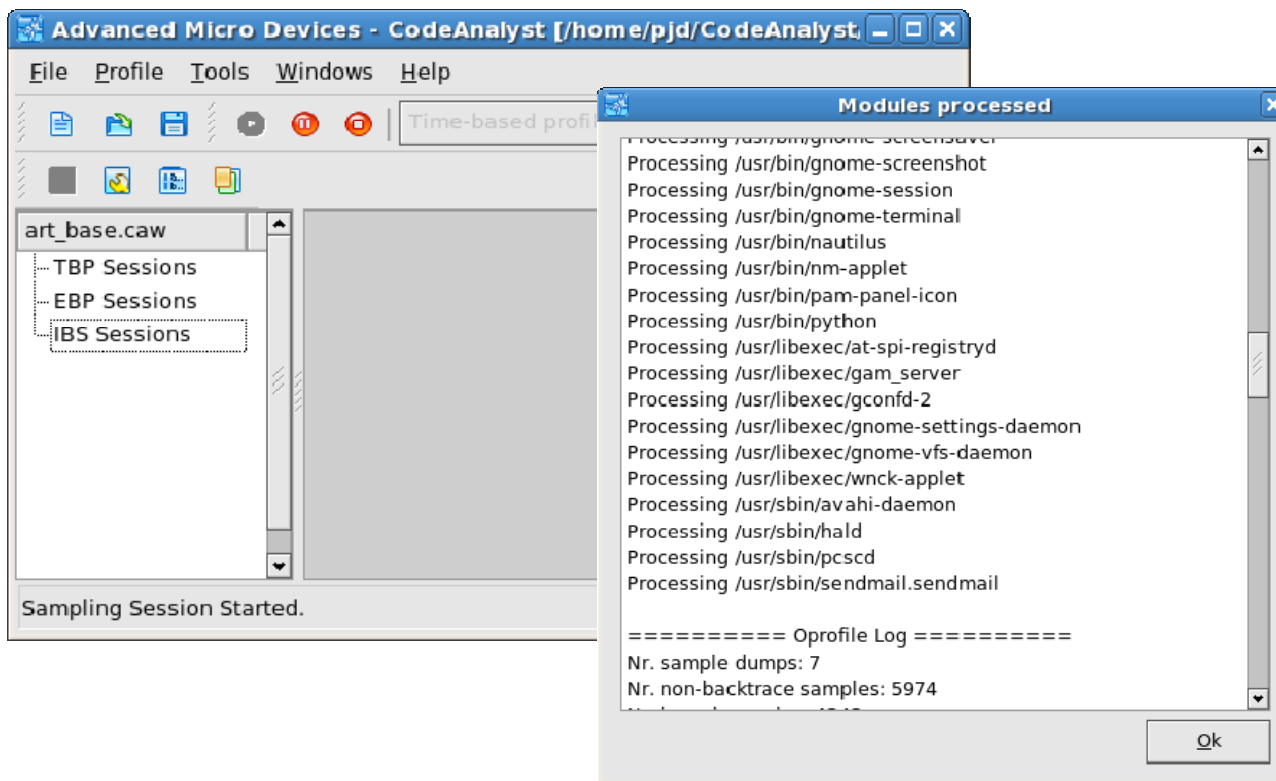 Advanced Micro Devices - CodeAnalyst [/home/pjd/CodeAnalyst,
File Profile Tools Windows Help
Time-based profi
art_base.caw
TBP Sessions
EBP Sessions
IBS Sessions
Sampling Session Started.
Modules processed
Processing /usr/bin/gnome-screensaver
Processing /usr/bin/gnome-screenshot
Processing /usr/bin/gnome-session
Processing /usr/bin/gnome-terminal
Processing /usr/bin/nautilus
Processing /usr/bin/nm-applet
Processing /usr/bin/pam-panel-icon
Processing /usr/bin/python
Processing /usr/libexec/at-spi-registryd
Processing /usr/libexec/gam_server
Processing /usr/libexec/gconfd-2
Processing /usr/libexec/gnome-settings-daemon
Processing /usr/libexec/gnome-vfs-daemon
Processing /usr/libexec/wnck-applet
Processing /usr/sbin/avahi-daemon
Processing /usr/sbin/hald
Processing /usr/sbin/pcscd
Processing /usr/sbin/sendmail.sendmail
========== Oprofile Log ==========
Nr. sample dumps: 7
Nr. non-backtrace samples: 5974
Ok